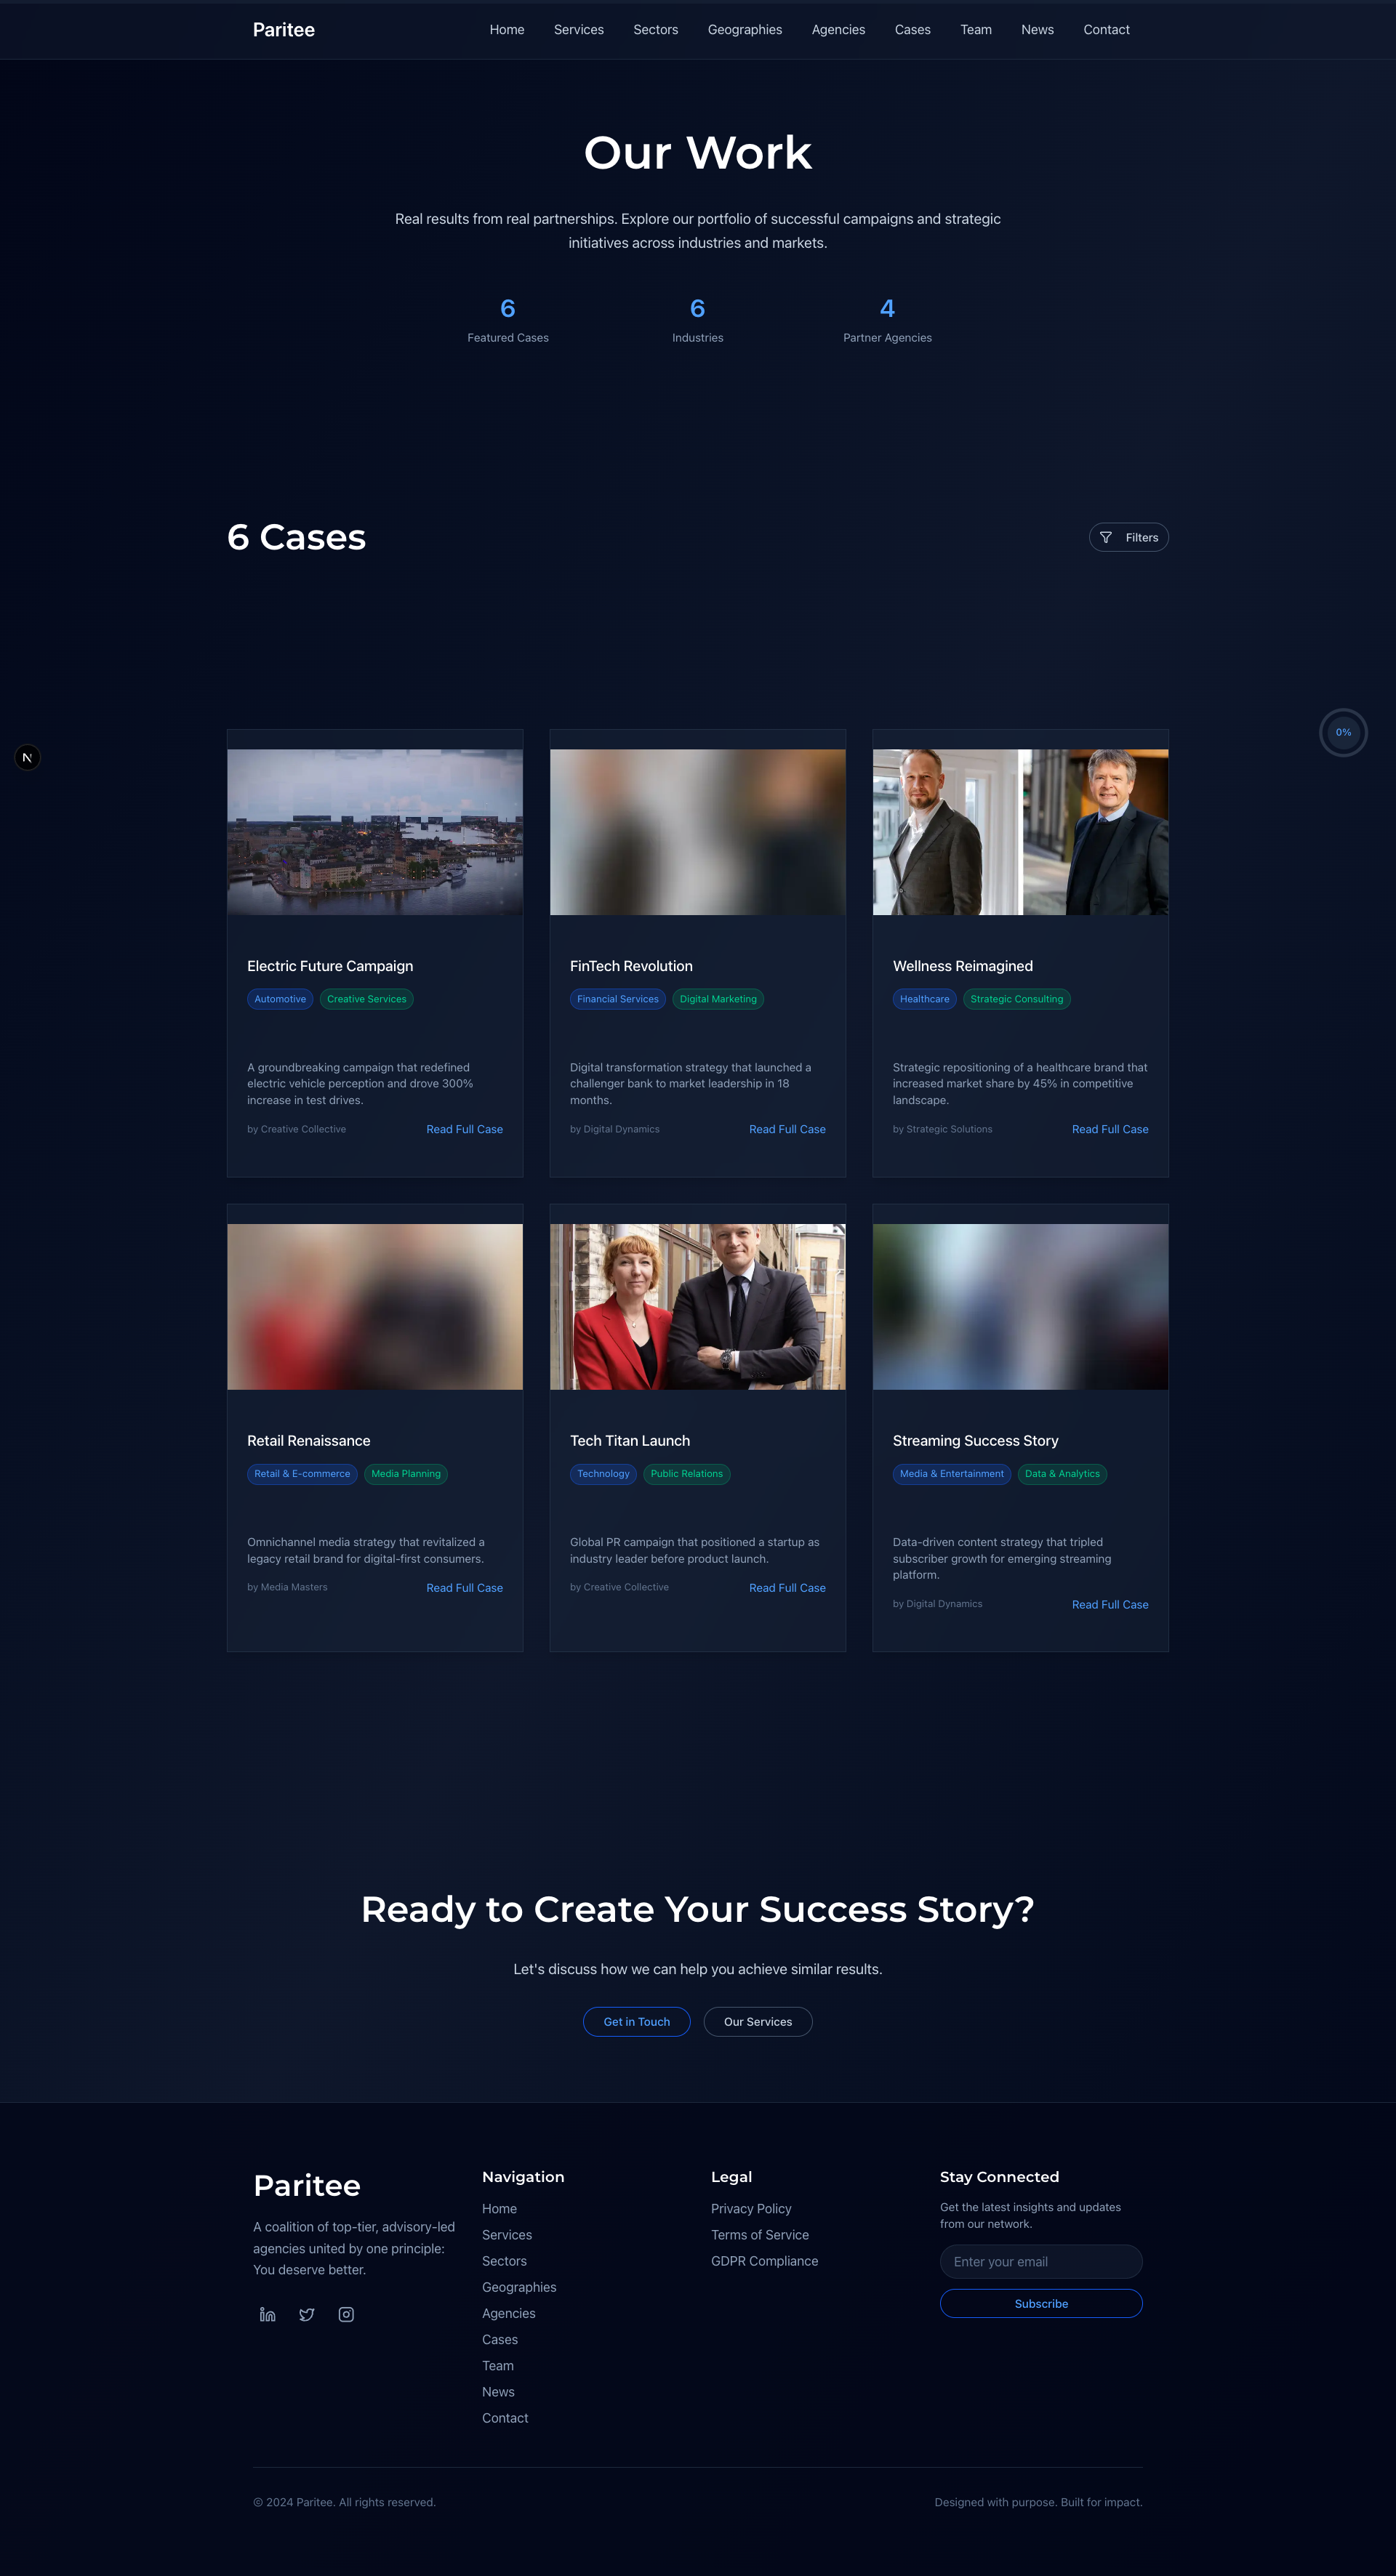 Paritee
Home Services Sectors Geographies Agencies Cases Team News Contact
Our Work
Real results from real partnerships. Explore our portfolio of successful campaigns and strategic
initiatives across industries and markets.
6 6 4
Featured Cases Industries Partner Agencies
6 Cases
Filters
N
0%
Electric Future Campaign
Automotive Creative Services
A groundbreaking campaign that redefined
electric vehicle perception and drove 300%
increase in test drives.
by Creative Collective Read Full Case
FinTech Revolution
Financial Services Digital Marketing
Digital transformation strategy that launched a
challenger bank to market leadership in 18
months.
by Digital Dynamics Read Full Case
Wellness Reimagined
Healthcare Strategic Consulting
Strategic repositioning of a healthcare brand that
increased market share by 45% in competitive
landscape.
by Strategic Solutions Read Full Case
Retail Renaissance
Retail & E-commerce Media Planning
Omnichannel media strategy that revitalized a
legacy retail brand for digital-first consumers.
by Media Masters Read Full Case
Tech Titan Launch
Technology Public Relations
Global PR campaign that positioned a startup as
industry leader before product launch.
by Creative Collective Read Full Case
Streaming Success Story
Media & Entertainment Data & Analytics
Data-driven content strategy that tripled
subscriber growth for emerging streaming
platform.
by Digital Dynamics Read Full Case
Ready to Create Your Success Story?
Let's discuss how we can help you achieve similar results.
Get in Touch Our Services
Paritee
A coalition of top-tier, advisory-led
agencies united by one principle:
You deserve better.
Navigation
Home
Services
Sectors
Geographies
Agencies
Cases
Team
News
Contact
Legal
Privacy Policy
Terms of Service
GDPR Compliance
Stay Connected
Get the latest insights and updates
from our network.
Enter your email
Subscribe
© 2024 Paritee. All rights reserved.
Designed with purpose. Built for impact.